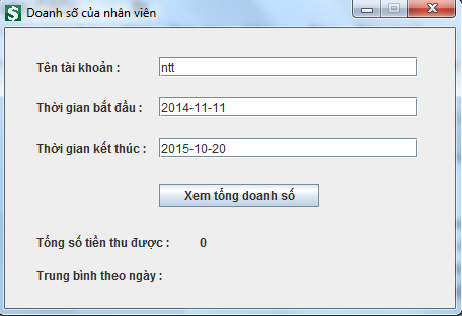 Doanh số của nhân viên
Tên tài khoản : ntt
Thời gian bắt đầu : 2014-11-11
Thời gian kết thúc : 2015-10-20
Xem tổng doanh số
Tổng số tiền thu được : 0
Trung bình theo ngày :